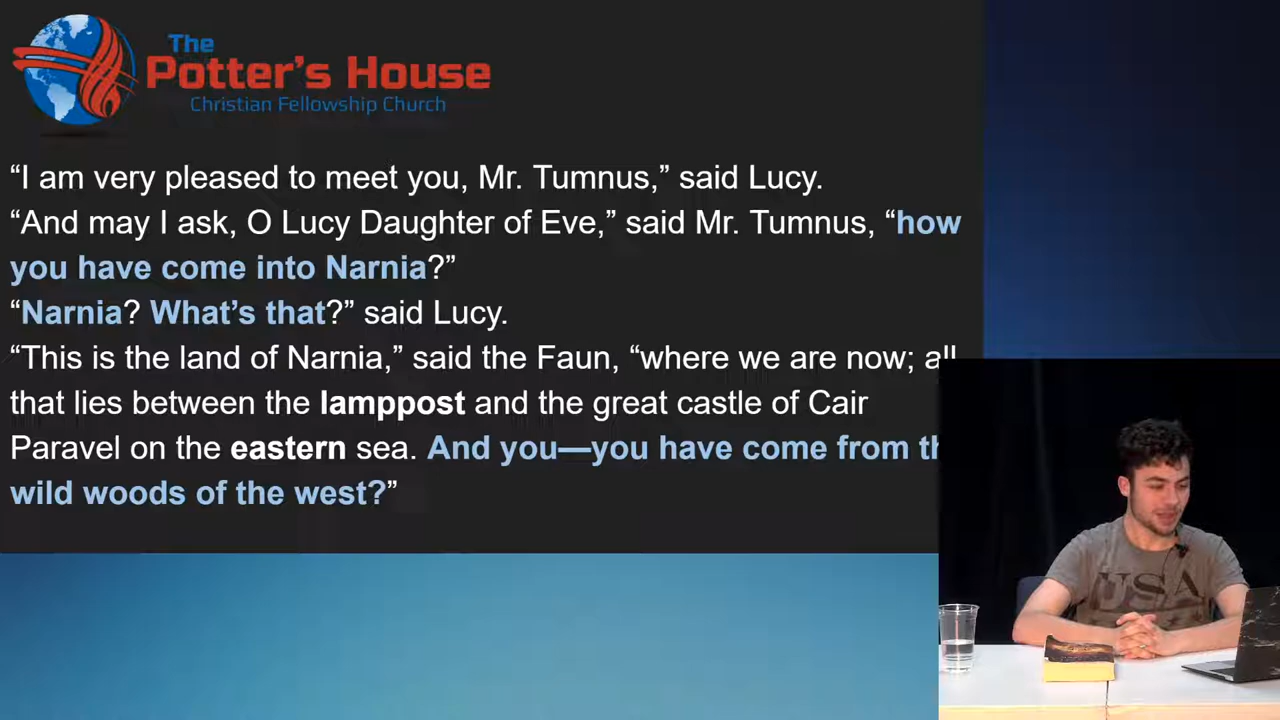 The
Potter's House
Christian Fellowship Church
“I am very pleased to meet you, Mr. Tumnus,” said Lucy.
“And may I ask, O Lucy Daughter of Eve,” said Mr. Tumnus, “how
you have come into Narnia?”
“Narnia? What’s that?” said Lucy.
“This is the land of Narnia,” said the Faun, “where we are now; all
that lies between the lamppost and the great castle of Cair
Paravel on the eastern sea. And you—you have come from
wild woods of the west?”
USA